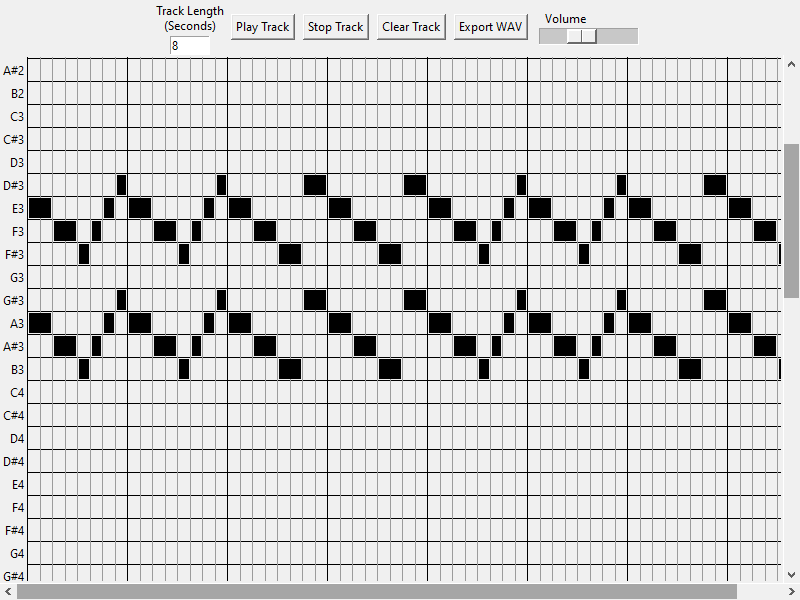 Track Length
(Seconds)
8
Play Track
Stop Track
Clear Track
Export WAV
Volume
A#2
B2
C3
C#3
D3
D#3
E3
F3
F#3
G3
G#3
A3
A#3
B3
C4
C#4
D4
D#4
E4
F4
F#4
G4
G#4